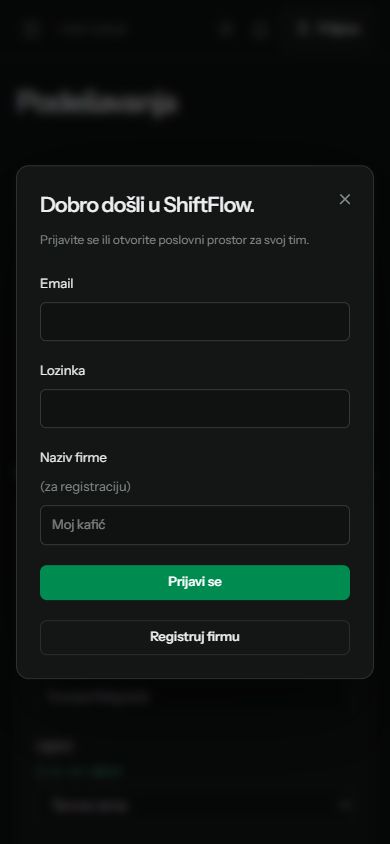 Podešavanja
Dobro došli u ShiftFlow.
Prijavite se ili otvorite poslovni prostor za svoj tim.
Email
Lozinka
Naziv firme
(za registraciju)
Moj kafić
Prijavi se
Registruj firmu